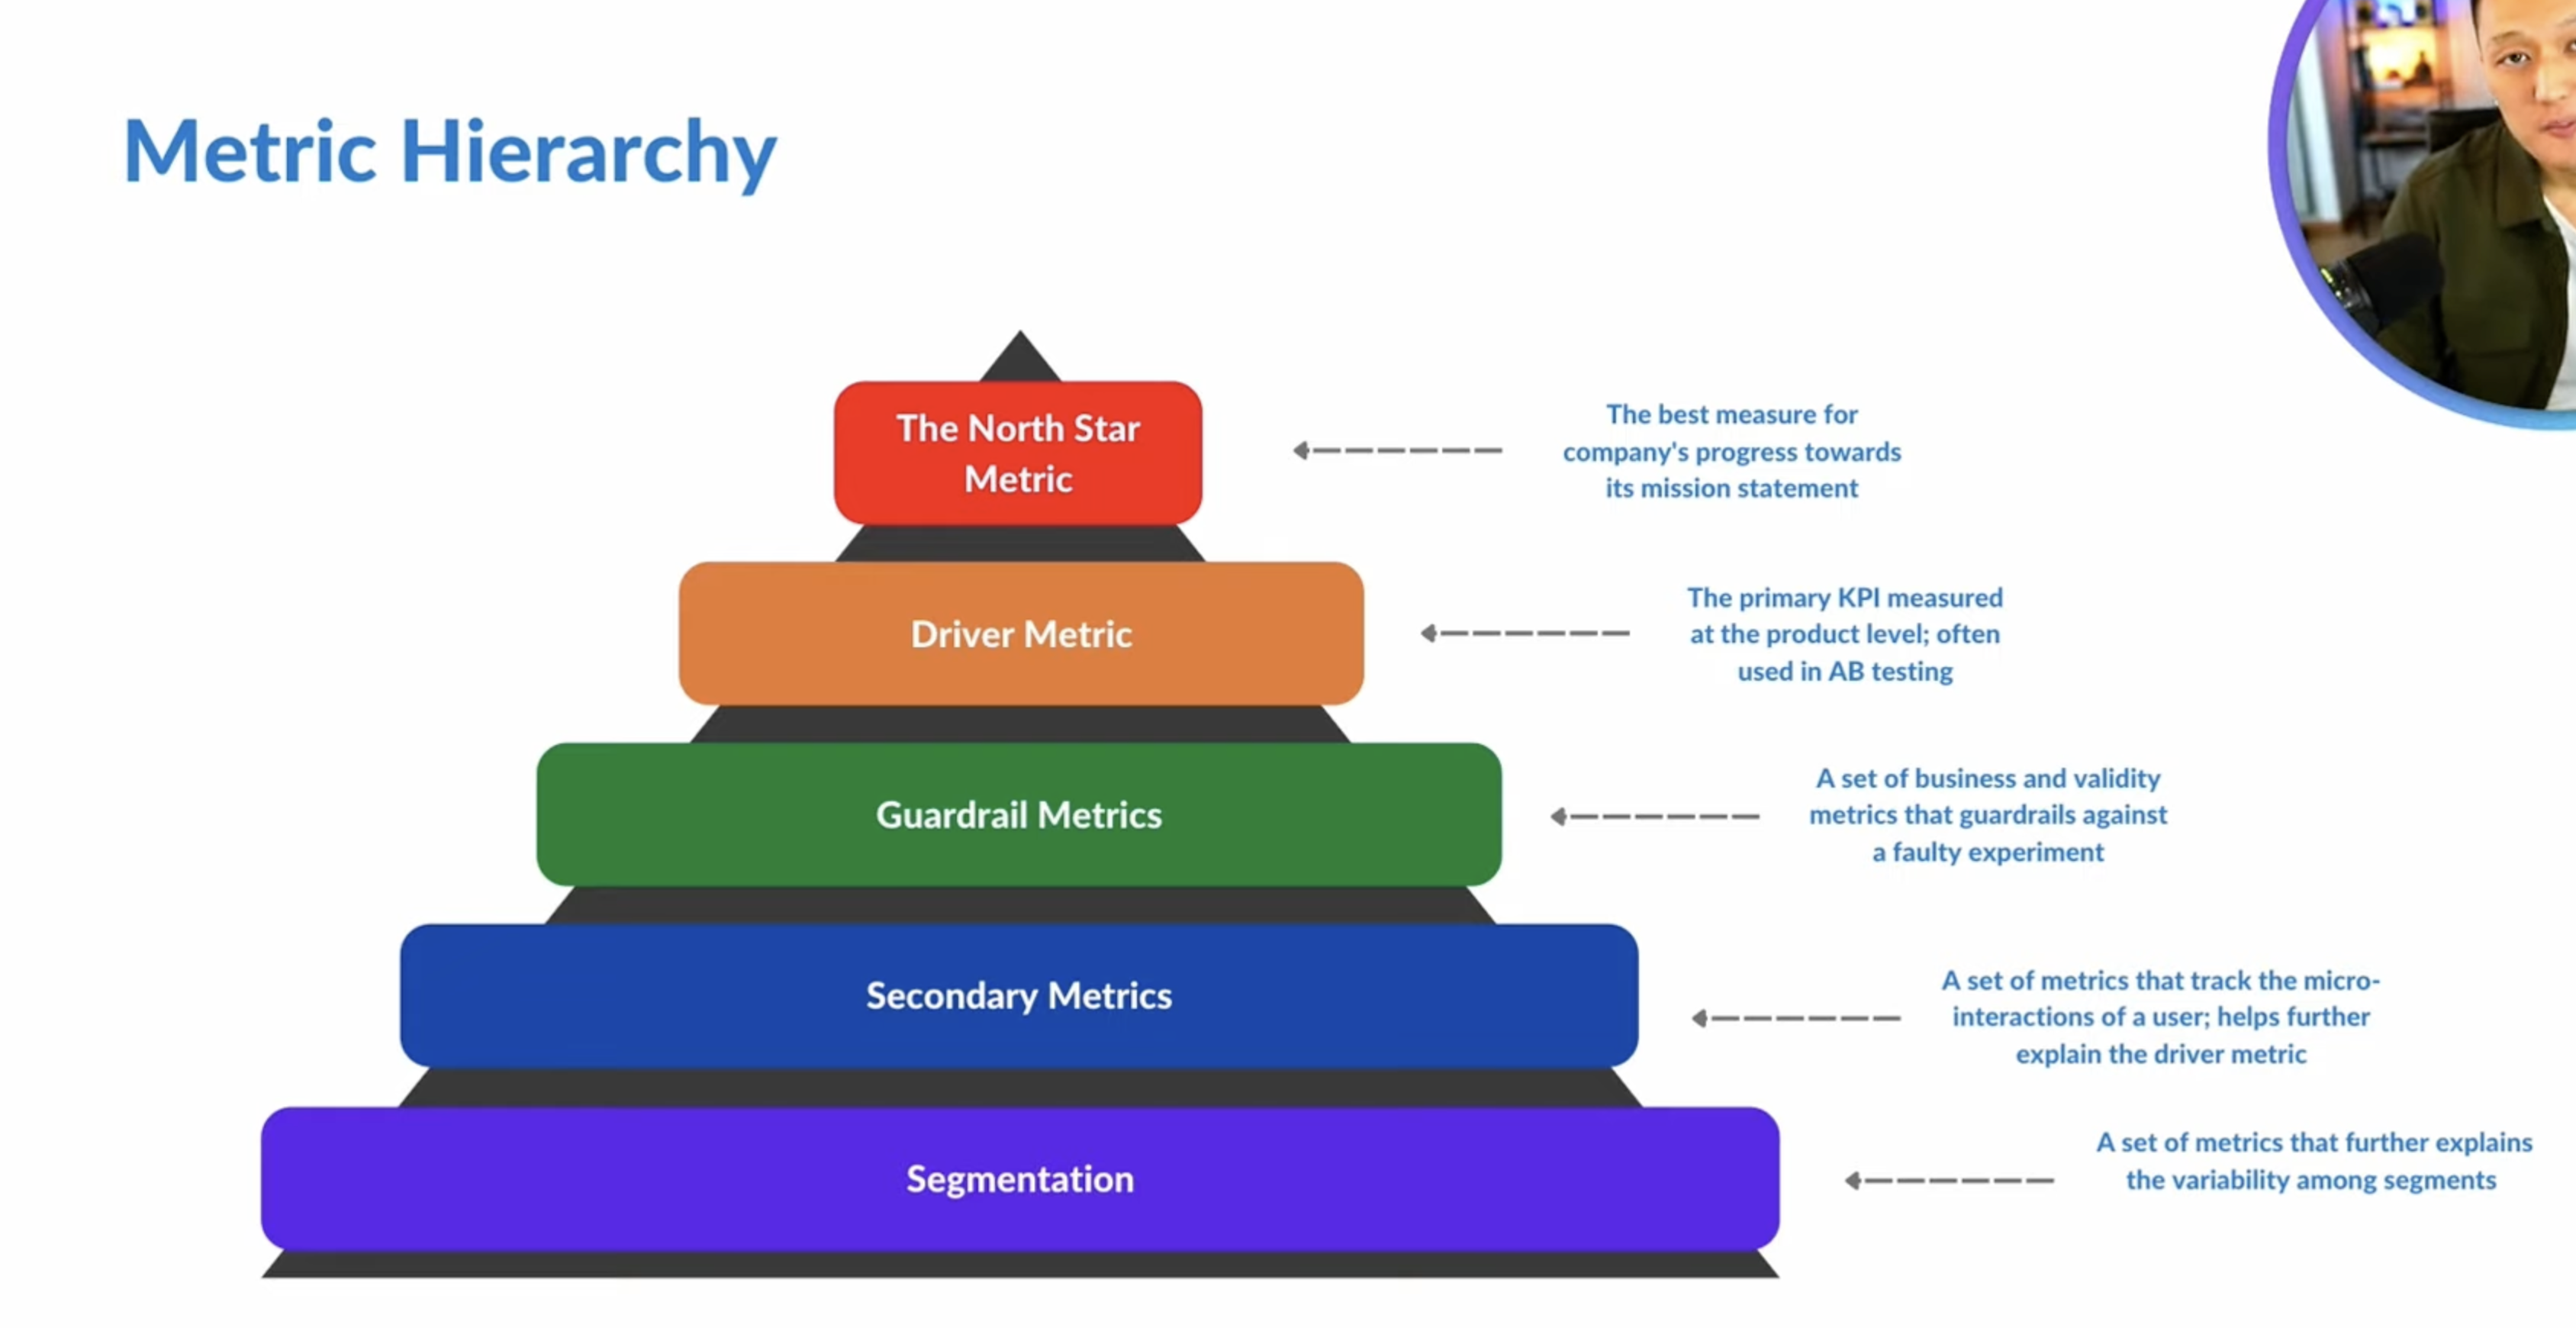 Metric Hierarchy
The North Star
Metric
The best measure for
company's progress towards
its mission statement
Driver Metric
The primary KPI measured
at the product level; often
used in AB testing
Guardrail Metrics
A set of business and validity
metrics that guardrails against
a faulty experiment
Secondary Metrics
A set of metrics that track the micro-
interactions of a user; helps further
explain the driver metric
Segmentation
A set of metrics that further explains
the variability among segments